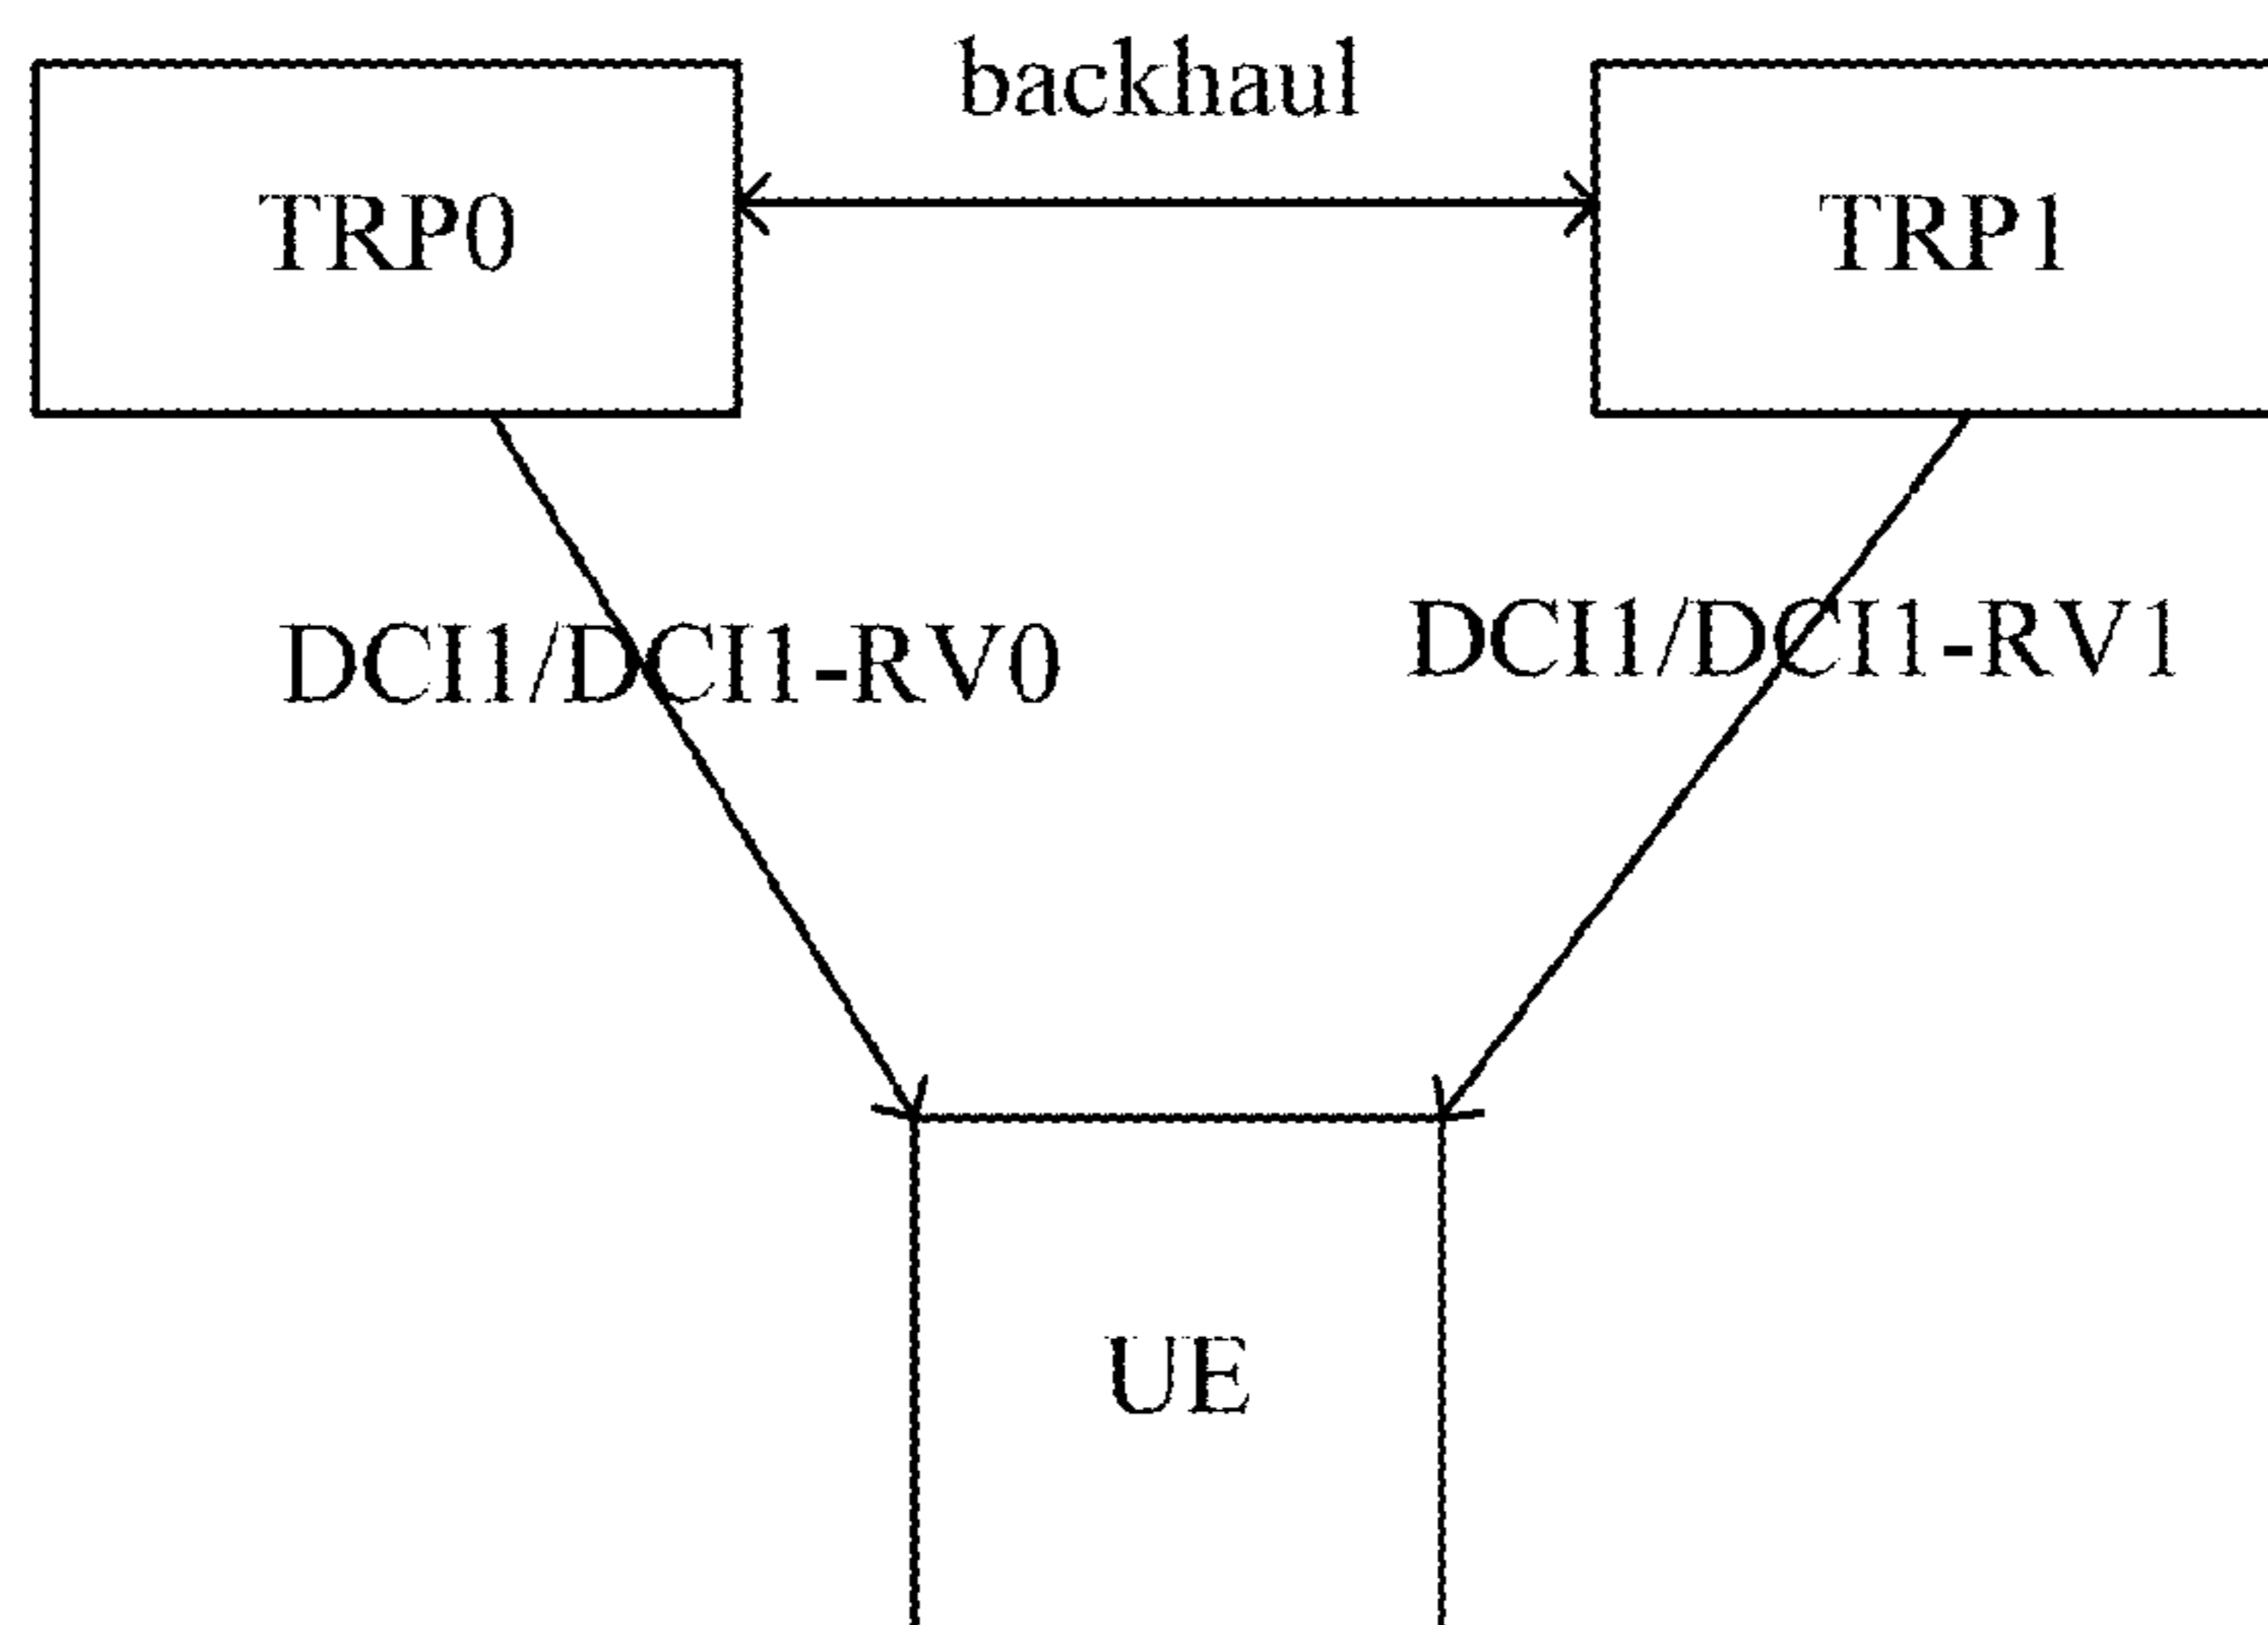 backhaul
TRP0
TRP1
DCI1/DCI1-RV0
DCI1/DCI1-RV1
UE